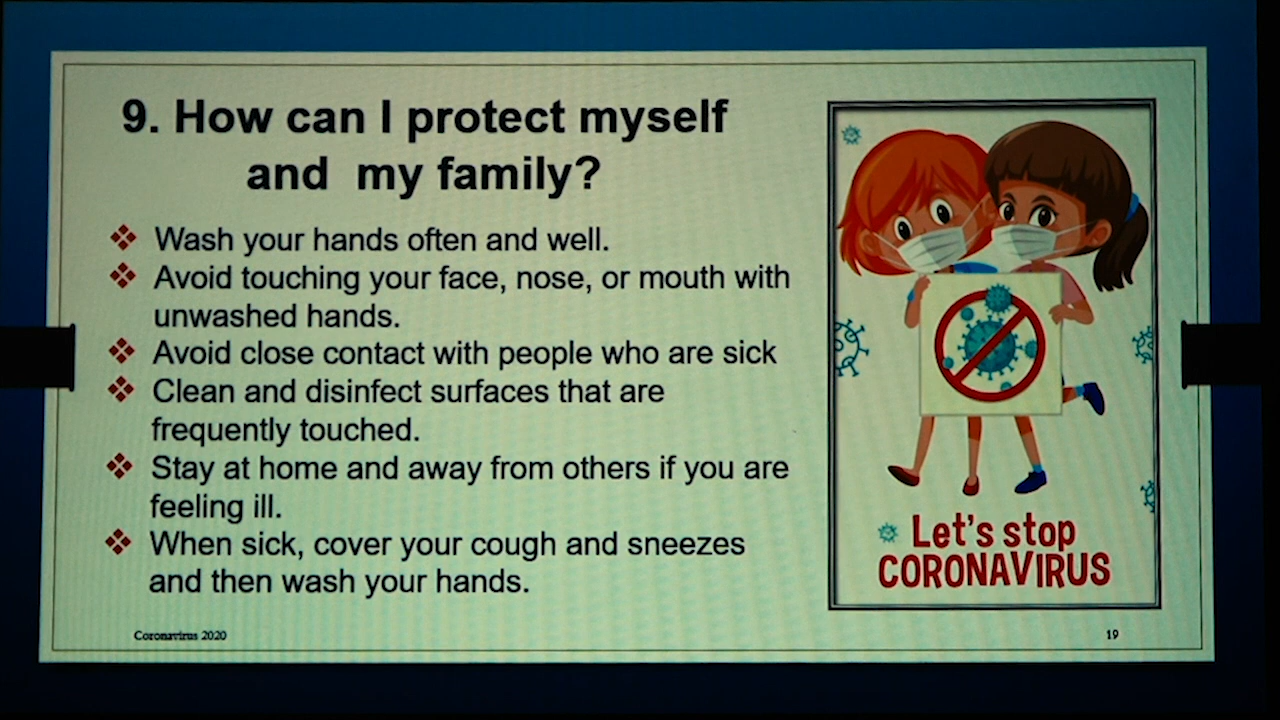 9. How can I protect myself
and my family?
Wash your hands often and well.
Avoid touching your face, nose, or mouth with
unwashed hands.
Avoid close contact with people who are sick
Clean and disinfect surfaces that are
frequently touched.
Stay at home and away from others if you are
feeling ill.
When sick, cover your cough and sneezes
and then wash your hands.
Let's stop
CORONAVIRUS
Coronavirus 2020
19